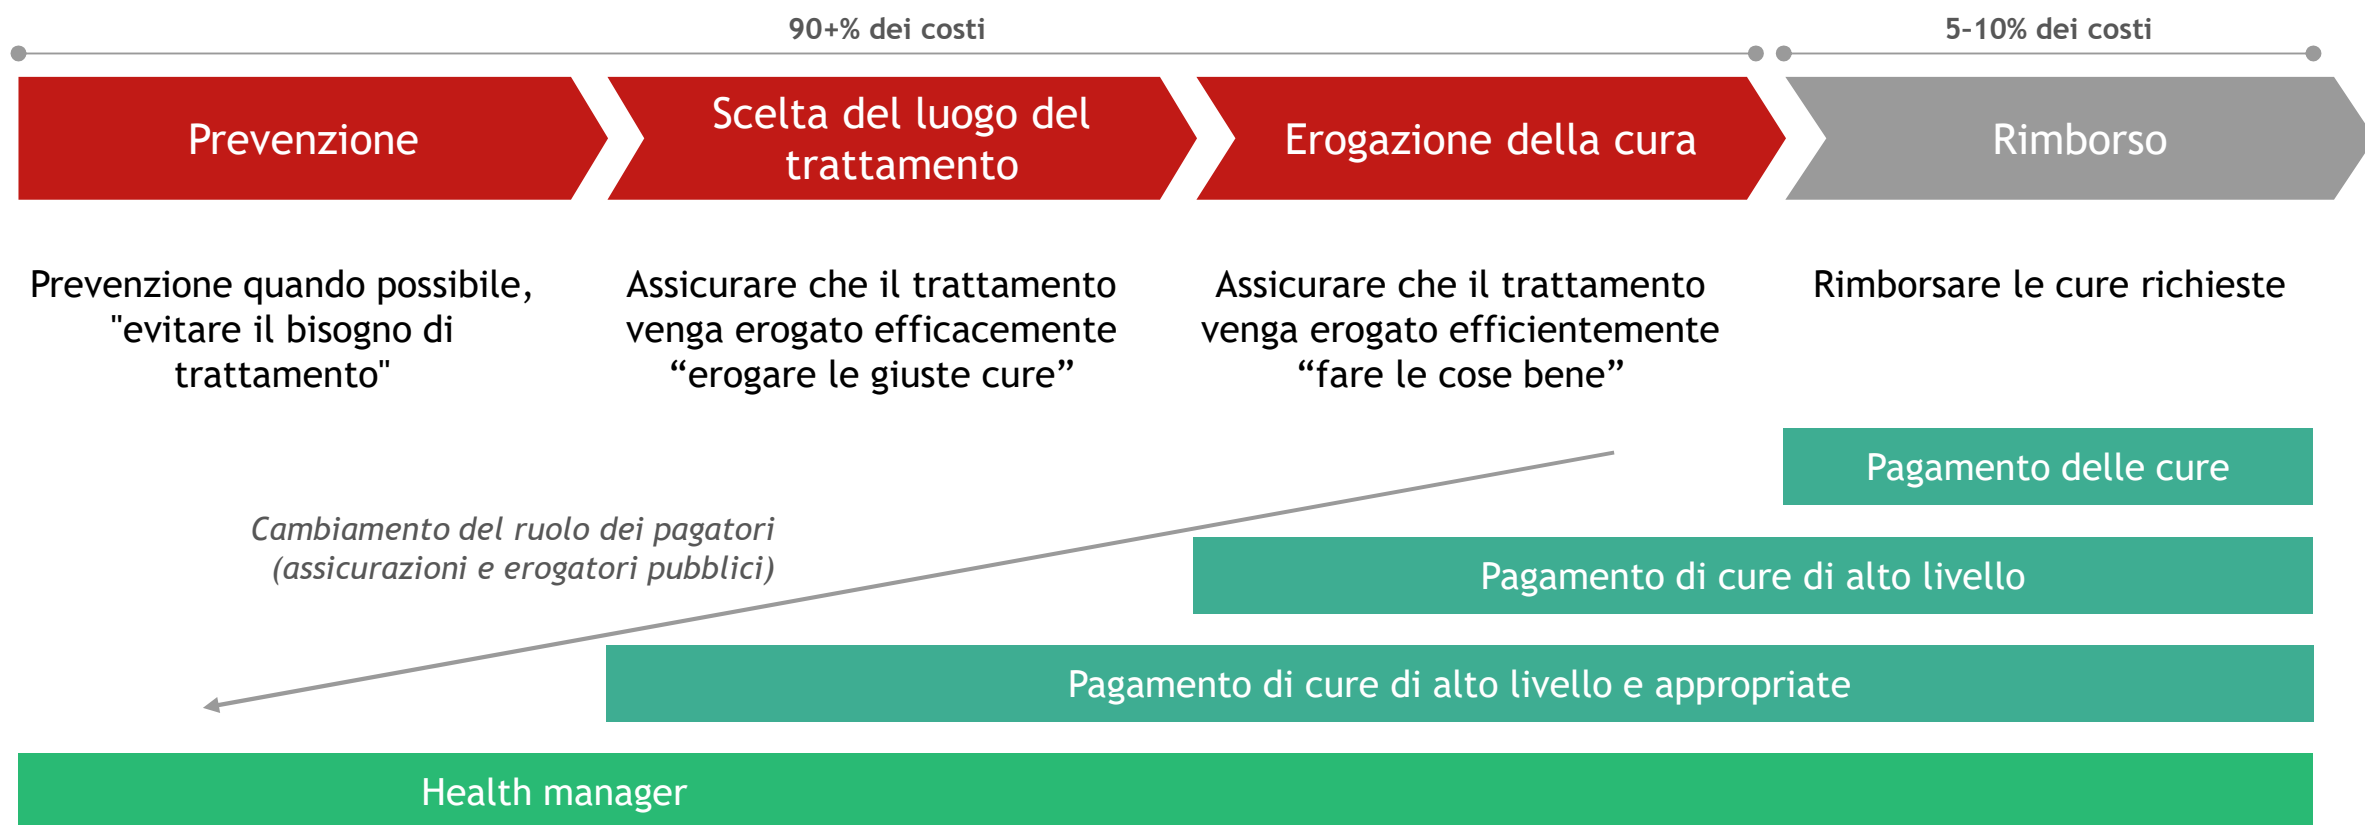 90+% dei costi
5-10% dei costi
Prevenzione
Scelta del luogo del
trattamento
Erogazione della cura
Rimborso
Prevenzione quando possibile,
"evitare il bisogno di
trattamento"
Assicurare che il trattamento
venga erogato efficacemente
“erogare le giuste cure”
Assicurare che il trattamento
venga erogato efficientemente
“fare le cose bene”
Rimborsare le cure richieste
Pagamento delle cure
Cambiamento del ruolo dei pagatori
(assicurazioni e erogatori pubblici)
Pagamento di cure di alto livello
Pagamento di cure di alto livello e appropriate
Health manager